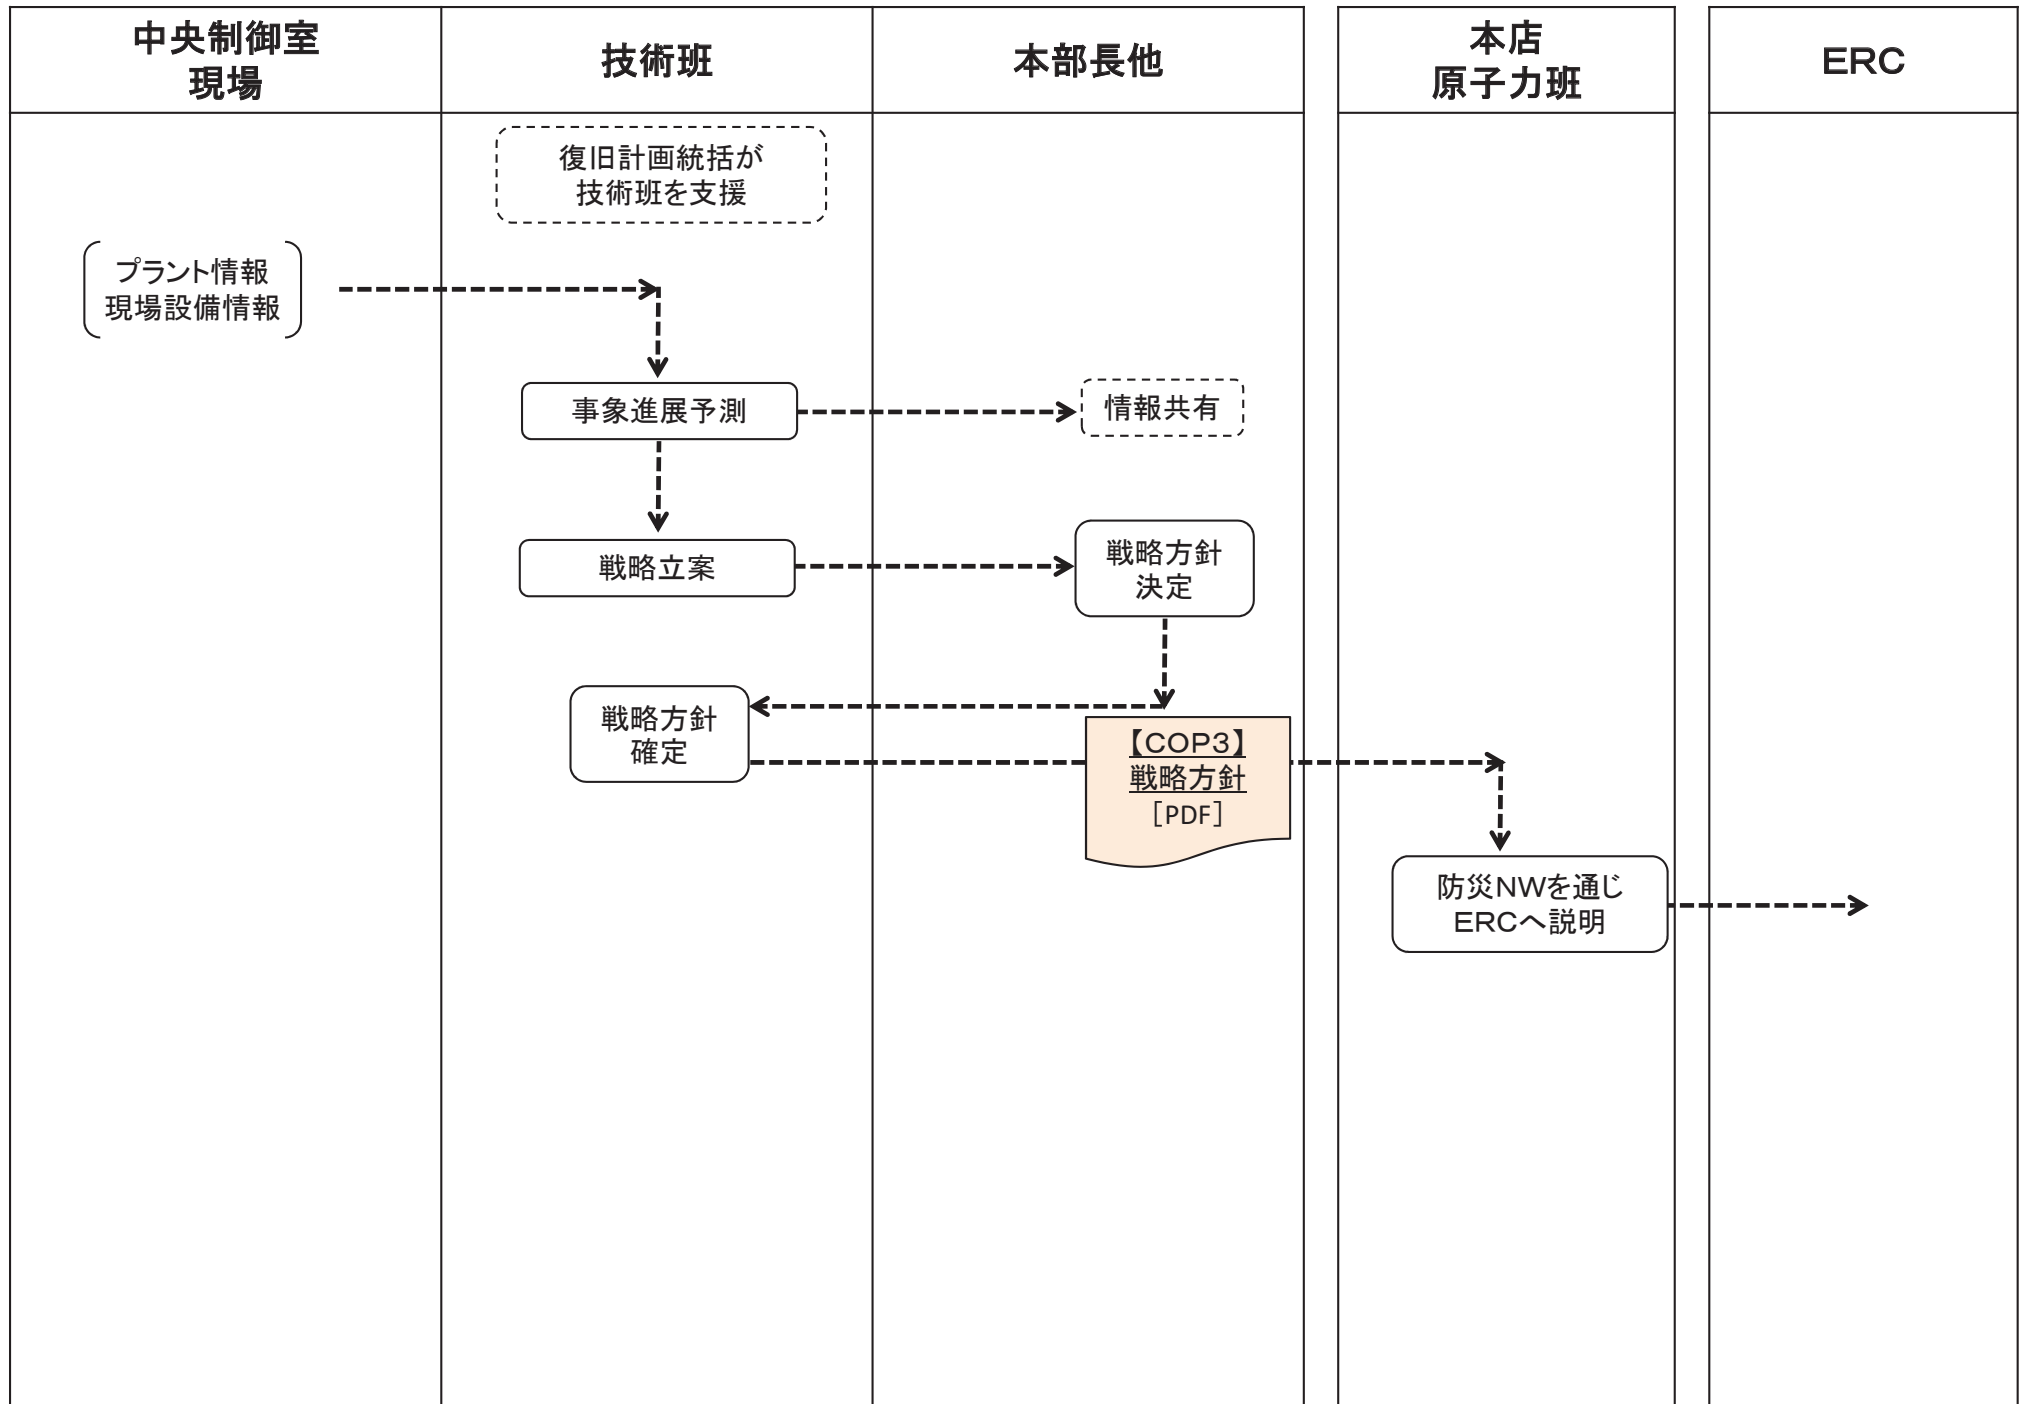 中央制御室
現場
技術班
本部長他
本店
原子力班
ERC
復旧計画統括が
技術班を支援
プラント情報
現場設備情報
事象進展予測
情報共有
戦略立案
戦略方針
決定
戦略方針
確定
【COP3】
戦略方針
［PDF］
防災NWを通じ
ERCへ説明